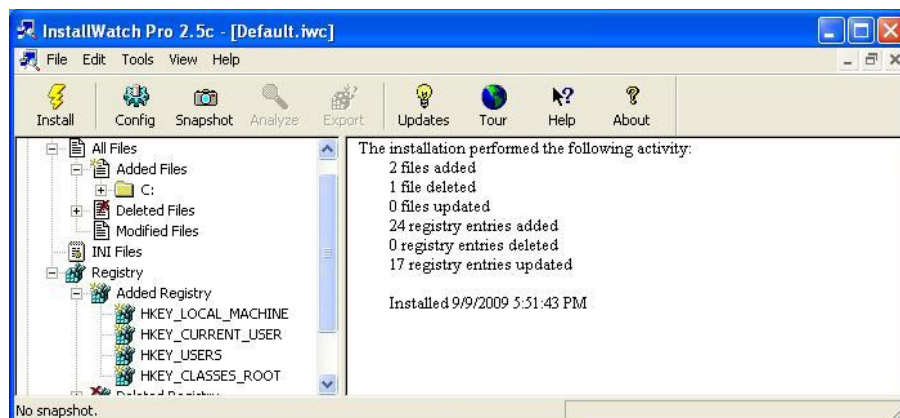 InstallWatch Pro 2.5c - [Default.iwc]
File Edit Tools View Help
Install Config Snapshot Analyze Export Updates Tour Help About
All Files
Added Files
C:
Deleted Files
Modified Files
INI Files
Registry
Added Registry
HKEY_LOCAL_MACHINE
HKEY_CURRENT_USER
HKEY_USERS
HKEY_CLASSES_ROOT
Deleted Registry
The installation performed the following activity:
2 files added
1 file deleted
0 files updated
24 registry entries added
0 registry entries deleted
17 registry entries updated
Installed 9/9/2009 5:51:43 PM
No snapshot.